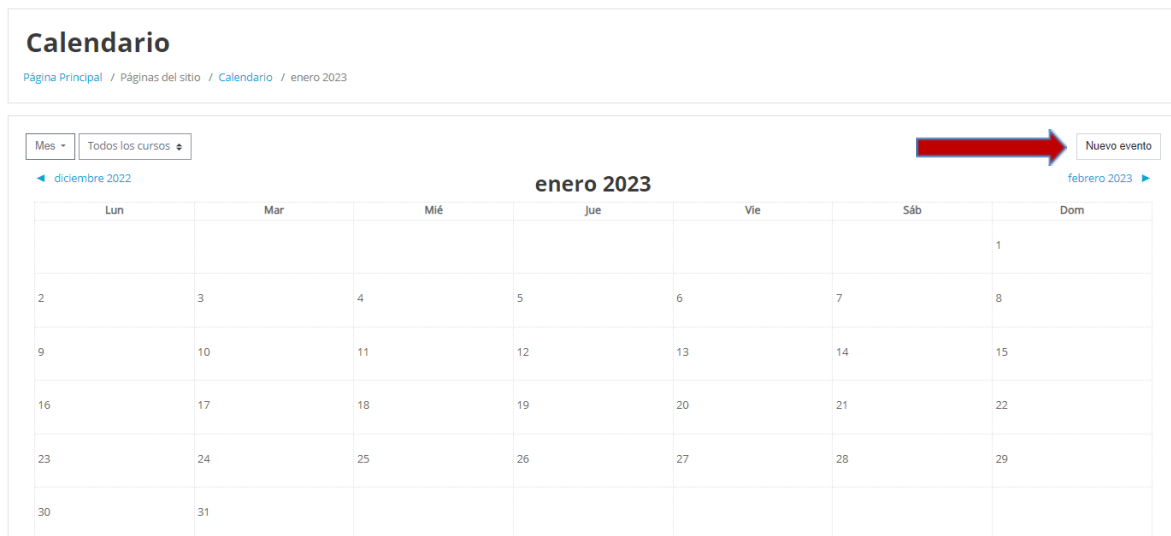 Calendario
Página Principal / Páginas del sitio / Calendario / enero 2023
Mes Todos los cursos Nuevo evento
diciembre 2022 enero 2023 febrero 2023
Lun Mar Mié Jue Vie Sáb Dom
1
2 3 4 5 6 7 8
9 10 11 12 13 14 15
16 17 18 19 20 21 22
23 24 25 26 27 28 29
30 31